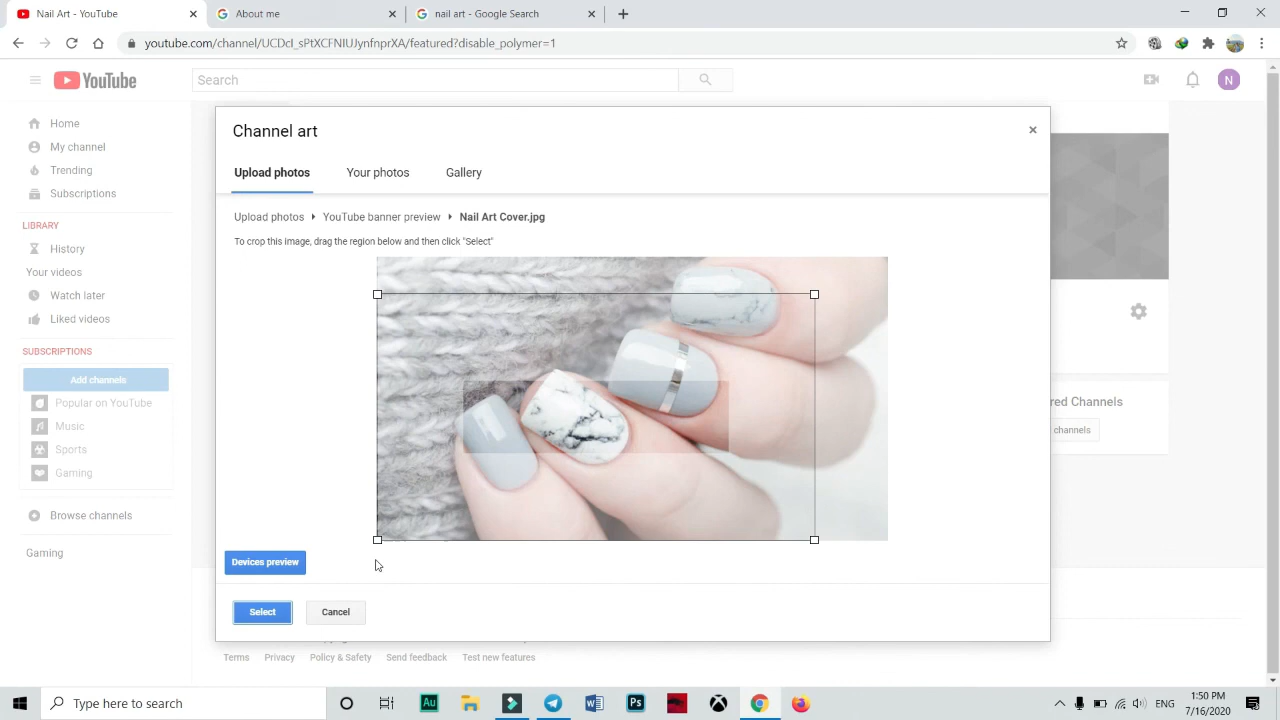 Nail Art - YouTube
About me
nail art - Google Search
youtube.com/channel/UCDc_sPtXCFNIUJynfnprXA/featured?disable_polymer=1
YouTube
Search
N
Home
My channel
Trending
Subscriptions
LIBRARY
History
Your videos
Watch later
Liked videos
SUBSCRIPTIONS
Add channels
Popular on YouTube
Music
Sports
Gaming
Browse channels
Gaming
Channel art
Upload photos Your photos Gallery
Upload photos YouTube banner preview Nail Art Cover.jpg
To crop this image, drag the region below and then click "Select"
Devices preview
Select Cancel
red Channels
channels
Terms Privacy Policy & Safety Send feedback Test new features
Type here to search
Au
Ps
ENG
1:50 PM
7/16/2020